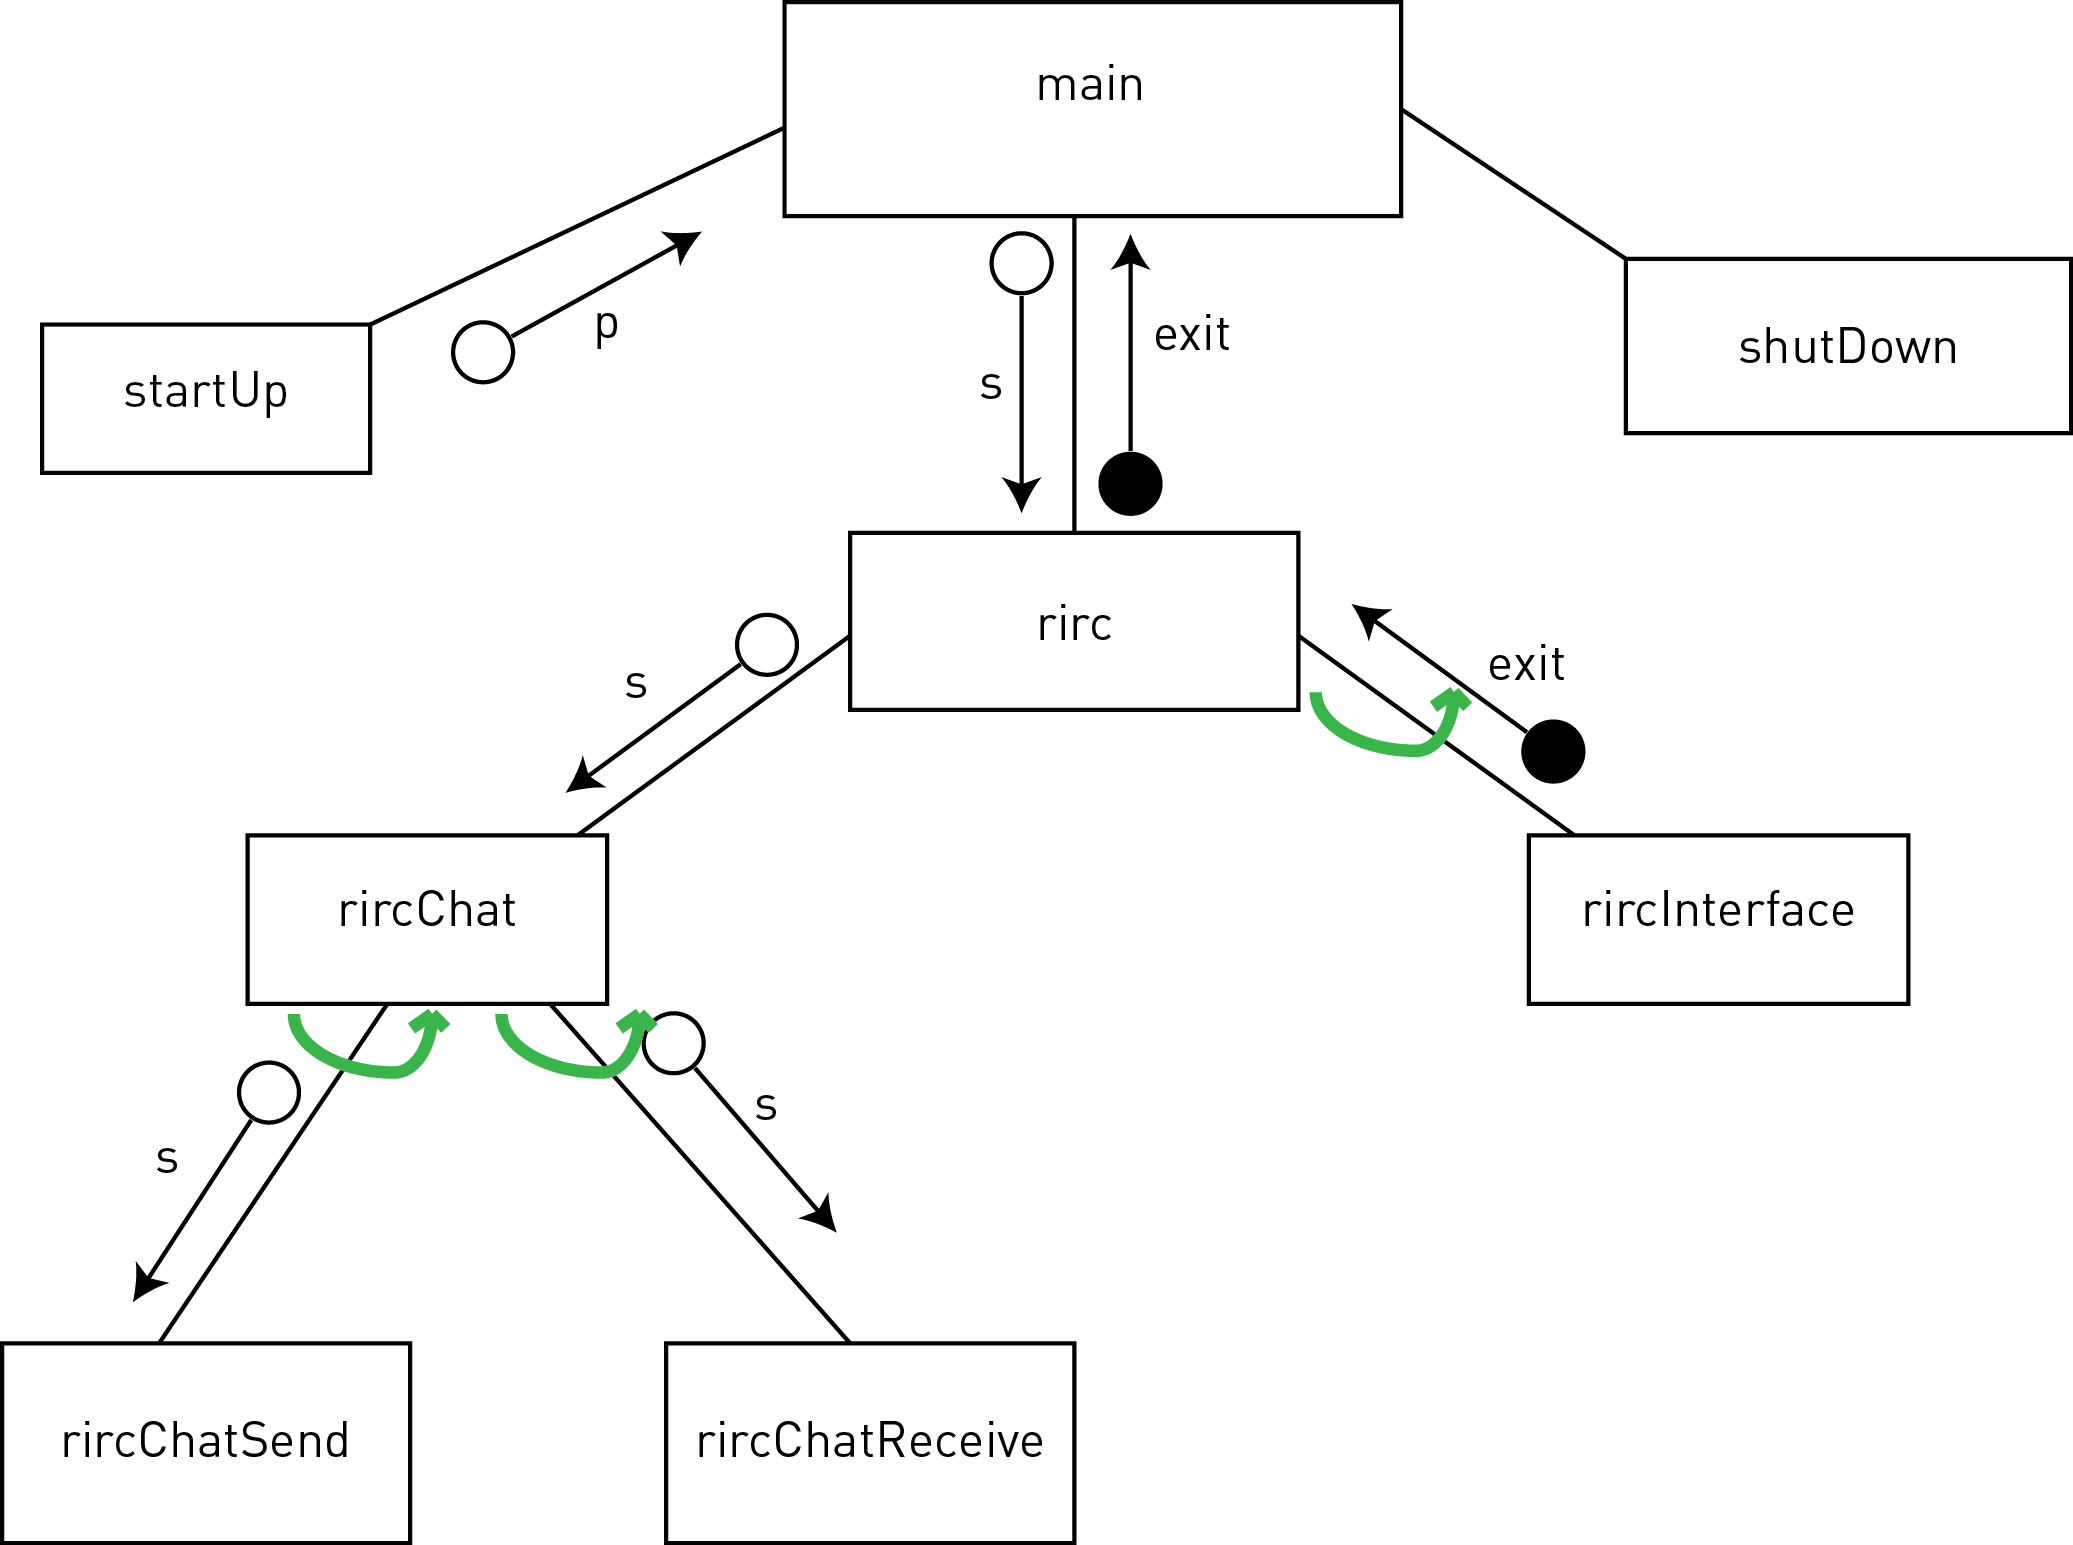 main
p
exit
shutDown
s
startUp
rirc
exit
s
rircChat
rircInterface
s
s
rircChatSend
rircChatReceive